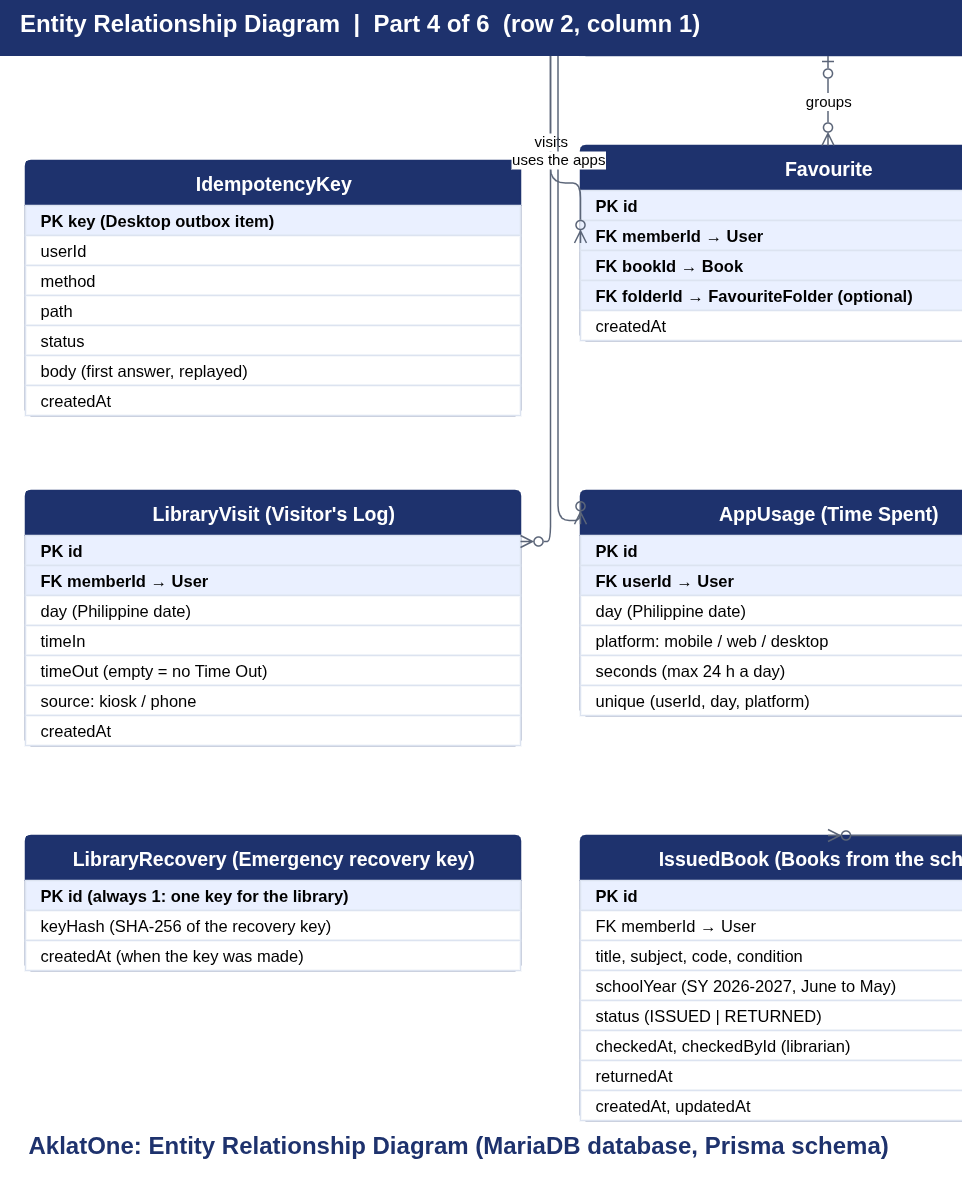 Entity Relationship Diagram | Part 4 of 6 (row 2, column 1)
groups
visits
uses the apps
IdempotencyKey
PK key (Desktop outbox item)
userId
method
path
status
body (first answer, replayed)
createdAt
Favourite
PK id
FK memberId → User
FK bookId → Book
FK folderId → FavouriteFolder (optional)
createdAt
LibraryVisit (Visitor's Log)
PK id
FK memberId → User
day (Philippine date)
timeIn
timeOut (empty = no Time Out)
source: kiosk / phone
createdAt
AppUsage (Time Spent)
PK id
FK userId → User
day (Philippine date)
platform: mobile / web / desktop
seconds (max 24 h a day)
unique (userId, day, platform)
LibraryRecovery (Emergency recovery key)
PK id (always 1: one key for the library)
keyHash (SHA-256 of the recovery key)
createdAt (when the key was made)
IssuedBook (Books from the sch
PK id
FK memberId → User
title, subject, code, condition
schoolYear (SY 2026-2027, June to May)
status (ISSUED | RETURNED)
checkedAt, checkedById (librarian)
returnedAt
createdAt, updatedAt
AklatOne: Entity Relationship Diagram (MariaDB database, Prisma schema)